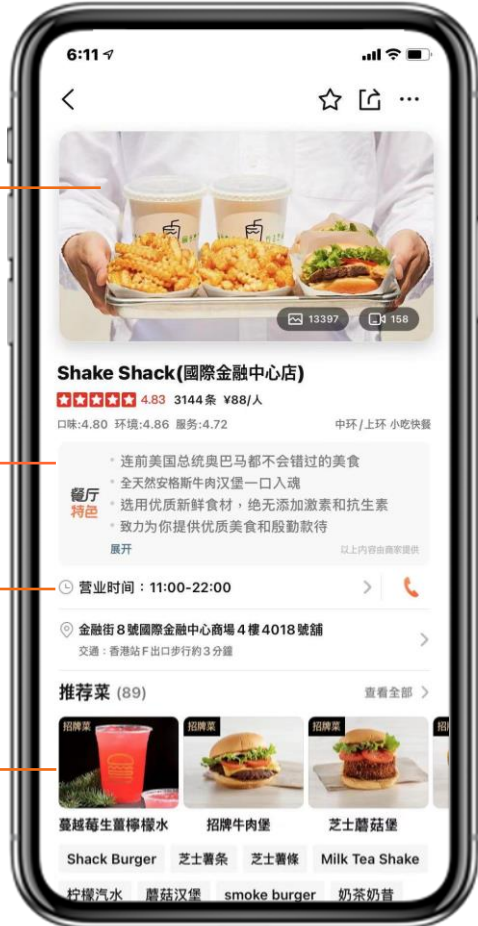 6:11
13397
158
Shake Shack(國際金融中心店)
4.83 3144条 ¥88/人
口味:4.80 环境:4.86 服务:4.72 中环/上环 小吃快餐
餐厅
特色
连前美国总统奥巴马都不会错过的美食
全天然安格斯牛肉汉堡一口入魂
选用优质新鲜食材，绝无添加激素和抗生素
致力为你提供优质美食和殷勤款待
展开 以上内容由商家提供
营业时间：11:00-22:00
金融街8號國際金融中心商場4樓4018號舖
交通：香港站F出口步行約3分鐘
推荐菜 (89) 查看全部
招牌菜 招牌菜 招牌菜 招
蔓越莓生薑檸檬水 招牌牛肉堡 芝士蘑菇堡
Shack Burger 芝士薯条 芝士薯條 Milk Tea Shake
柠檬汽水 蘑菇汉堡 smoke burger 奶茶奶昔